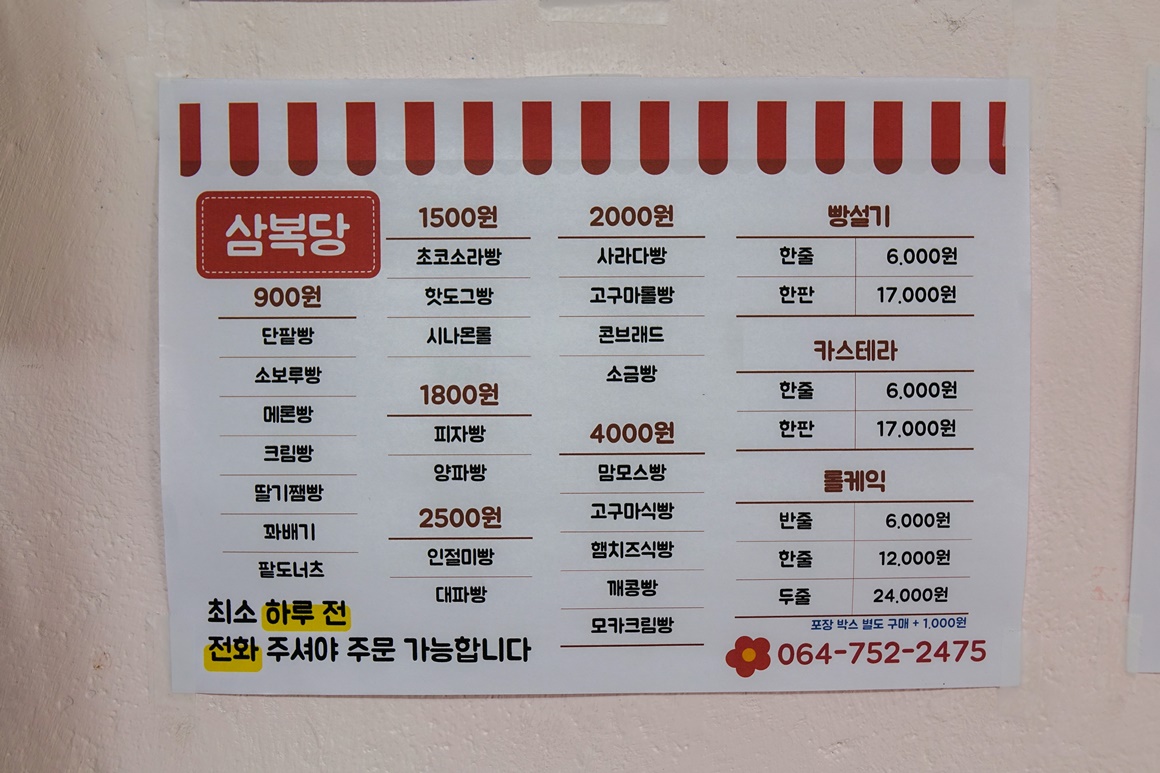 삼복당
900원
단팥빵
소보루빵
메론빵
크림빵
딸기쨈빵
꽈배기
팥도너츠
1500원
초코소라빵
핫도그빵
시나몬롤
1800원
피자빵
양파빵
2500원
인절미빵
대파빵
2000원
사라다빵
고구마롤빵
콘브래드
소금빵
4000원
맘모스빵
고구마식빵
햄치즈식빵
깨콩빵
모카크림빵
빵설기
한줄 6,000원
한판 17,000원
카스테라
한줄 6,000원
한판 17,000원
롤케익
반줄 6,000원
한줄 12,000원
두줄 24,000원
포장 박스 별도 구매 + 1,000원
최소 하루 전
전화 주셔야 주문 가능합니다
064-752-2475